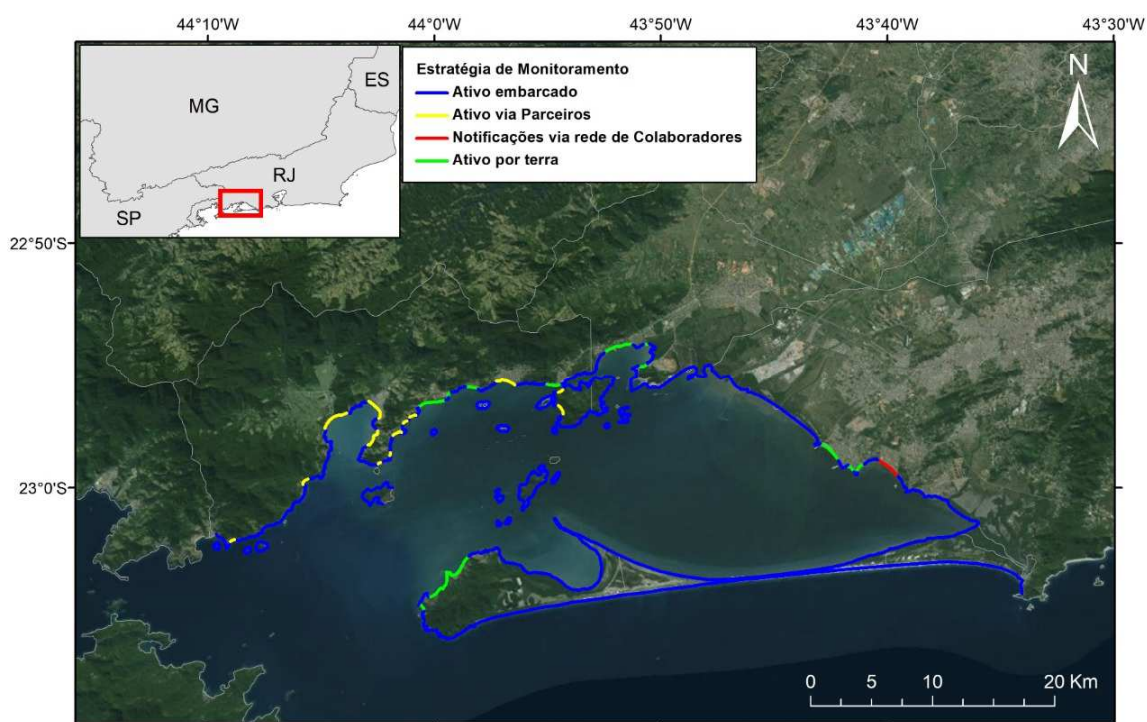 44°10'W 44°0'W 43°50'W 43°40'W 43°30'W
MG
ES
RJ
SP
Estratégia de Monitoramento
Ativo embarcado
Ativo via Parceiros
Notificações via rede de Colaboradores
Ativo por terra
N
22°50'S
23°0'S
0 5 10 20 Km